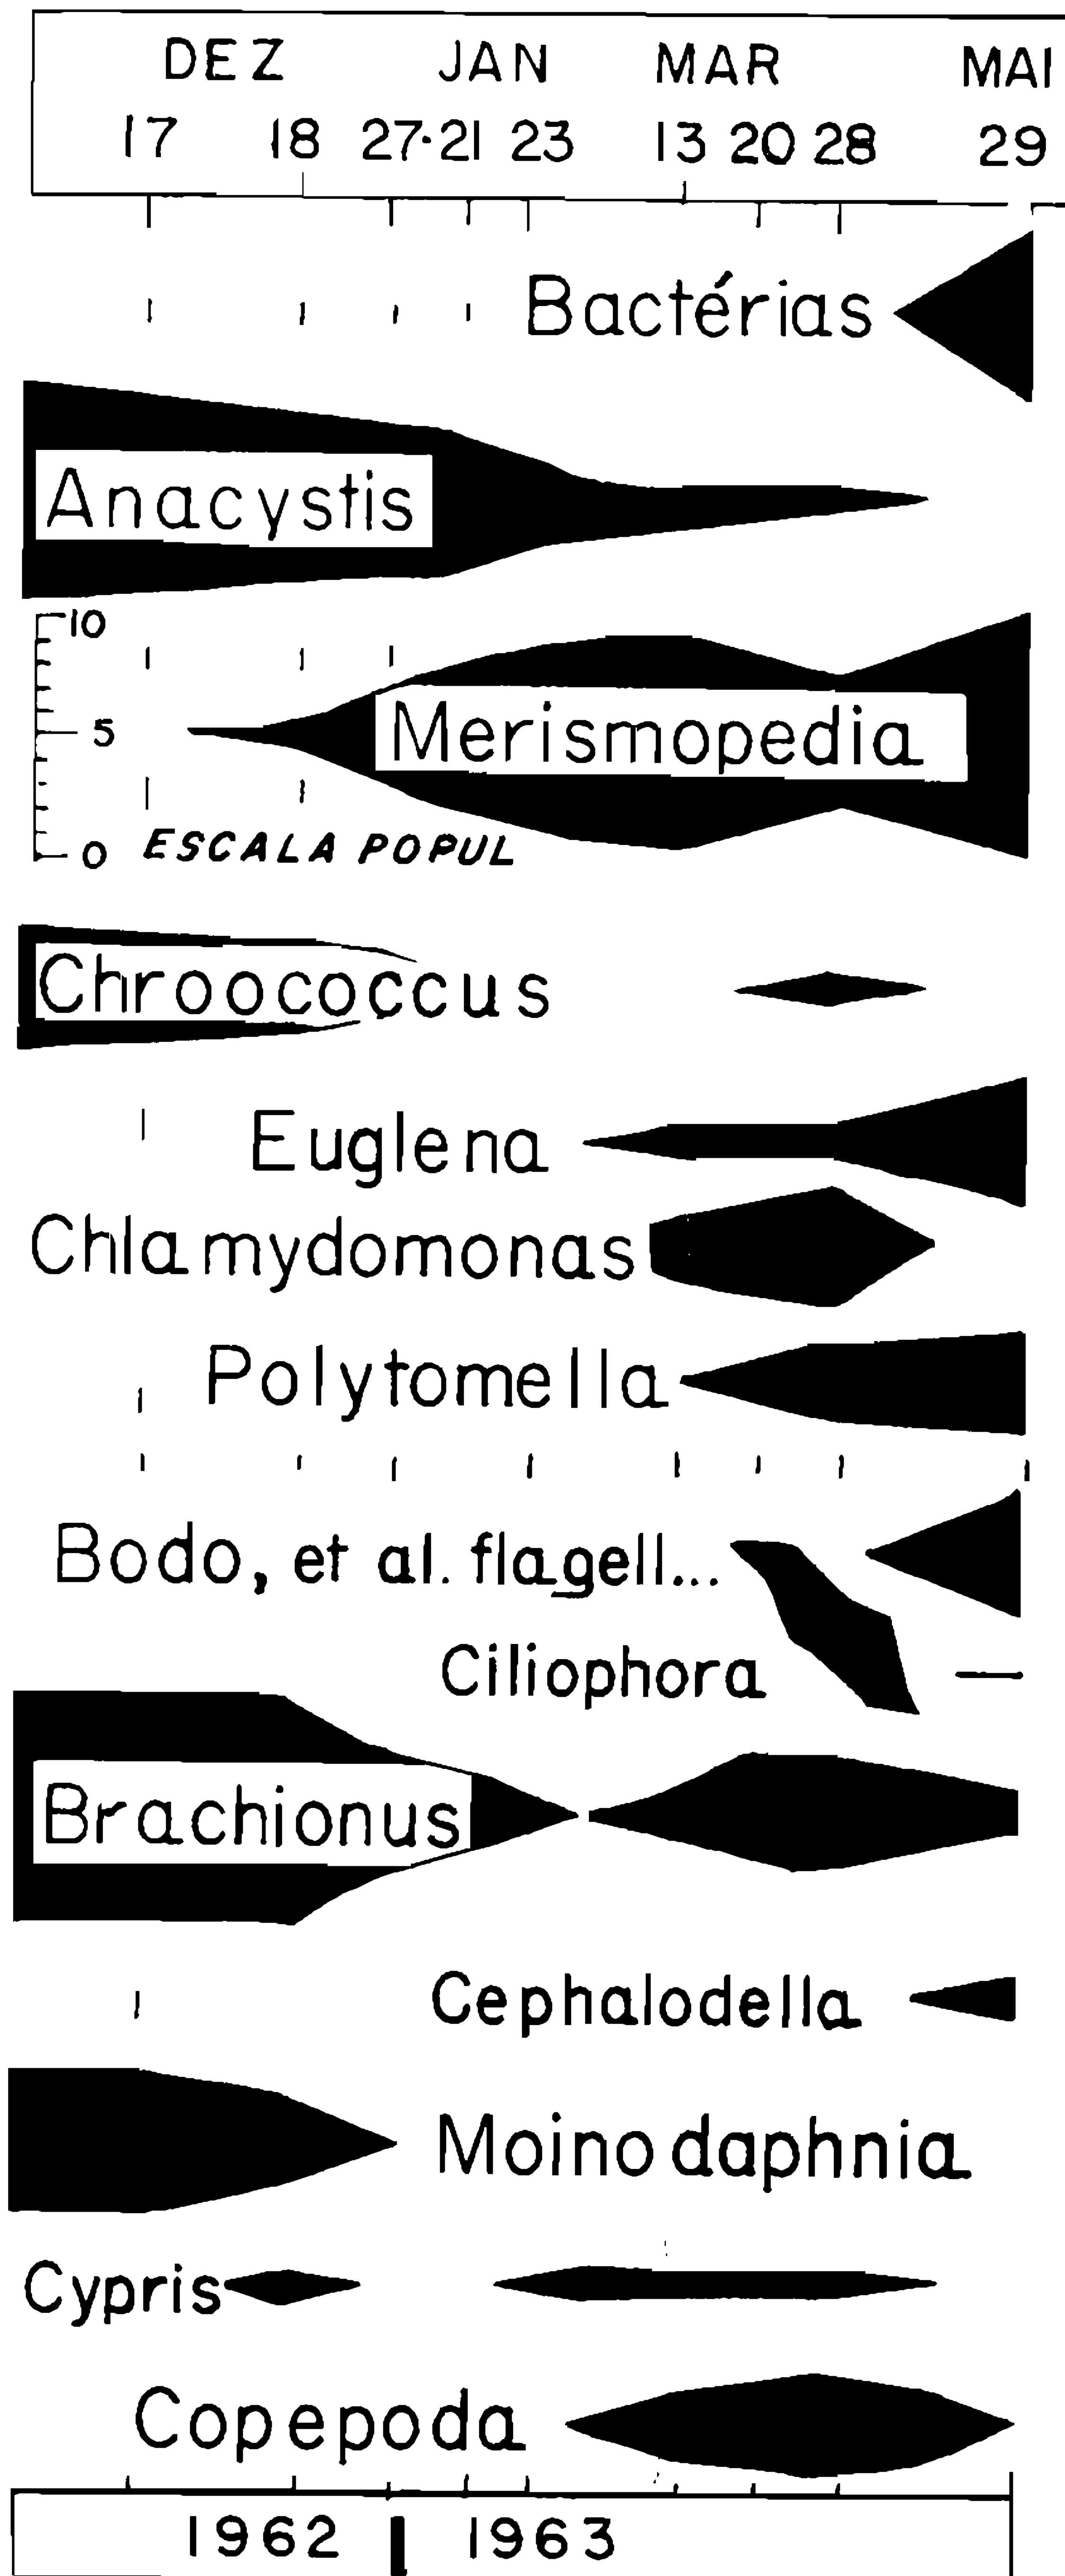 DEZ JAN MAR MAI
17 18 27·21 23 13 20 28 29
Bactérias
Anacystis
10
Merismopedia
5
0 ESCALA POPUL
Chroococcus
Euglena
Chlamydomonas
Polytomella
Bodo, et al. flagell...
Ciliophora
Brachionus
Cephalodella
Moinodaphnia
Cypris
Copepoda
1962 1963